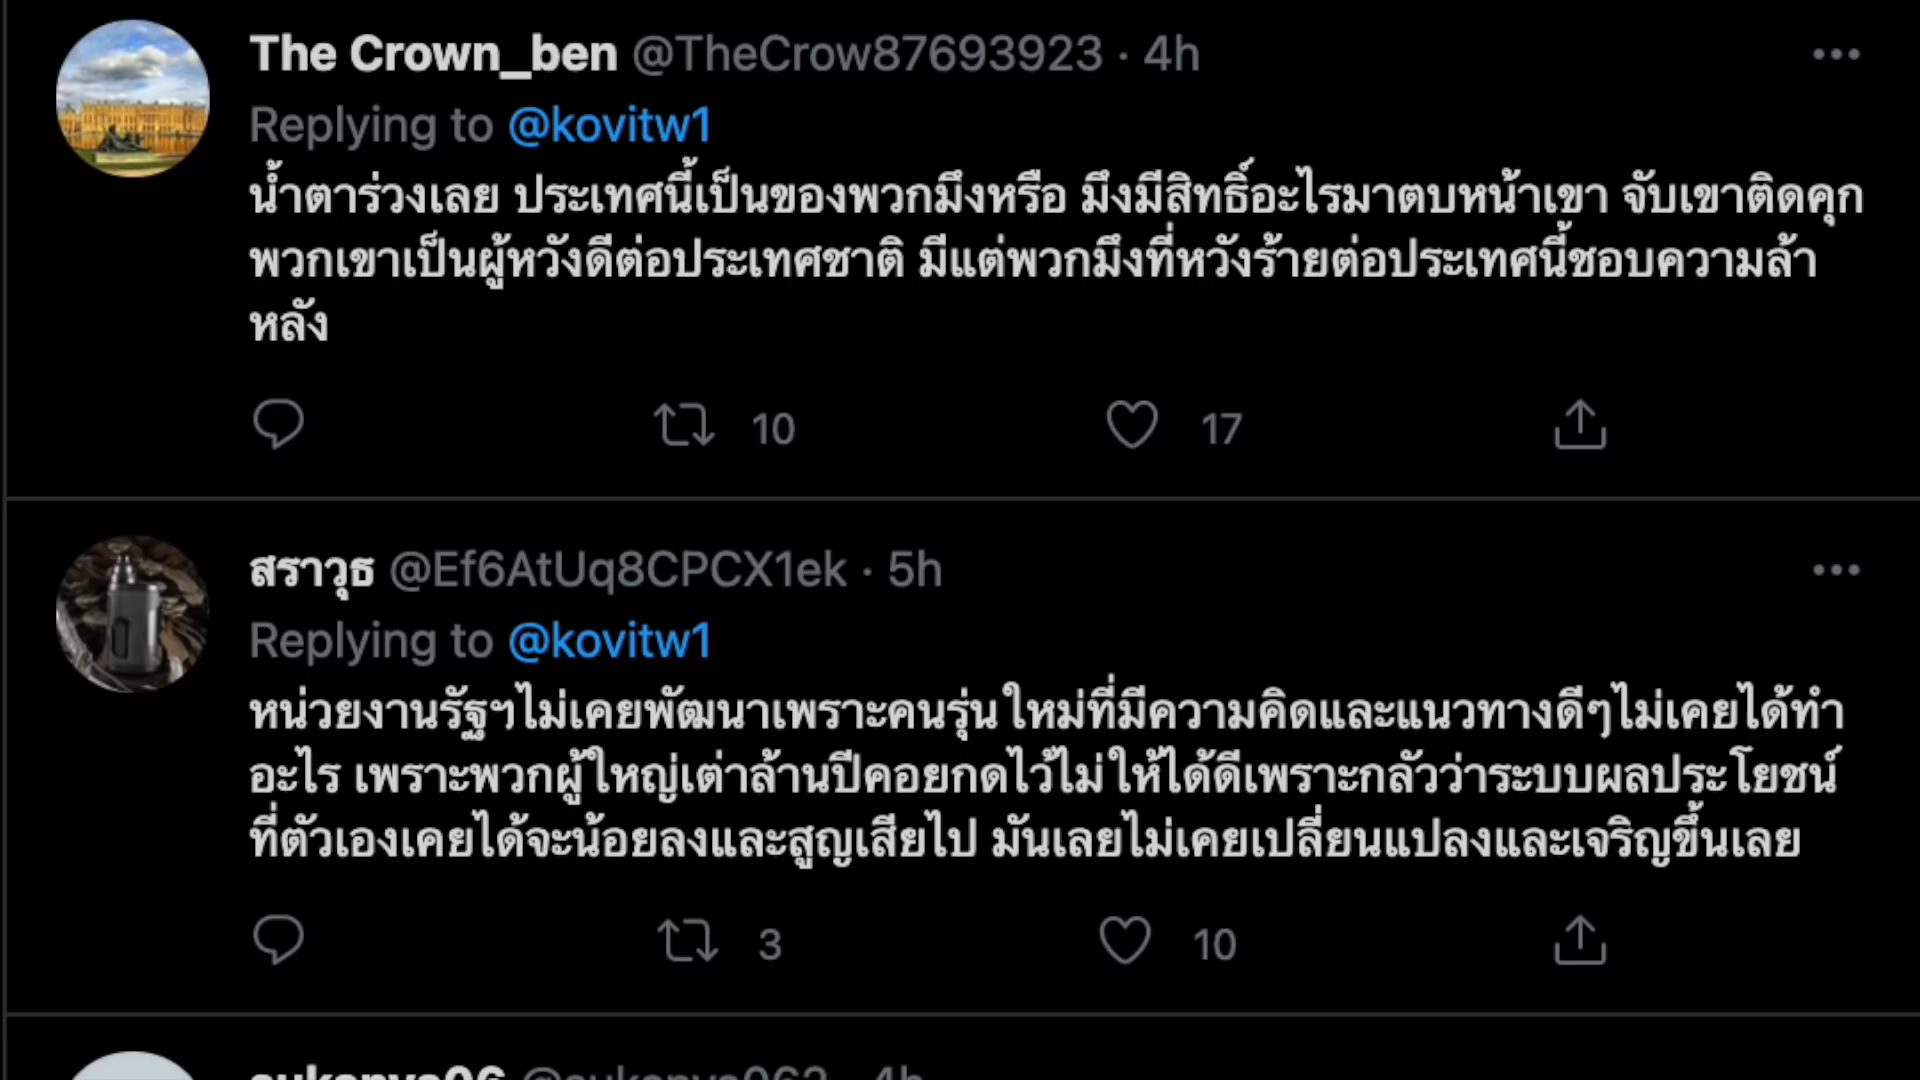 The Crown_ben @TheCrow87693923 · 4h
Replying to @kovitw1
น้ำตาร่วงเลย ประเทศนี้เป็นของพวกมึงหรือ มึงมีสิทธิ์อะไรมาตบหน้าเขา จับเขาติดคุก
พวกเขาเป็นผู้หวังดีต่อประเทศชาติ มีแต่พวกมึงที่หวังร้ายต่อประเทศนี้ชอบความล้า
หลัง
10 17
สราวุธ @Ef6AtUq8CPCX1ek · 5h
Replying to @kovitw1
หน่วยงานรัฐฯไม่เคยพัฒนาเพราะคนรุ่นใหม่ที่มีความคิดและแนวทางดีๆไม่เคยได้ทำ
อะไร เพราะพวกผู้ใหญ่เต่าล้านปีคอยกดไว้ไม่ให้ได้ดีเพราะกลัวว่าระบบผลประโยชน์
ที่ตัวเองเคยได้จะน้อยลงและสูญเสียไป มันเลยไม่เคยเปลี่ยนแปลงและเจริญขึ้นเลย
3 10